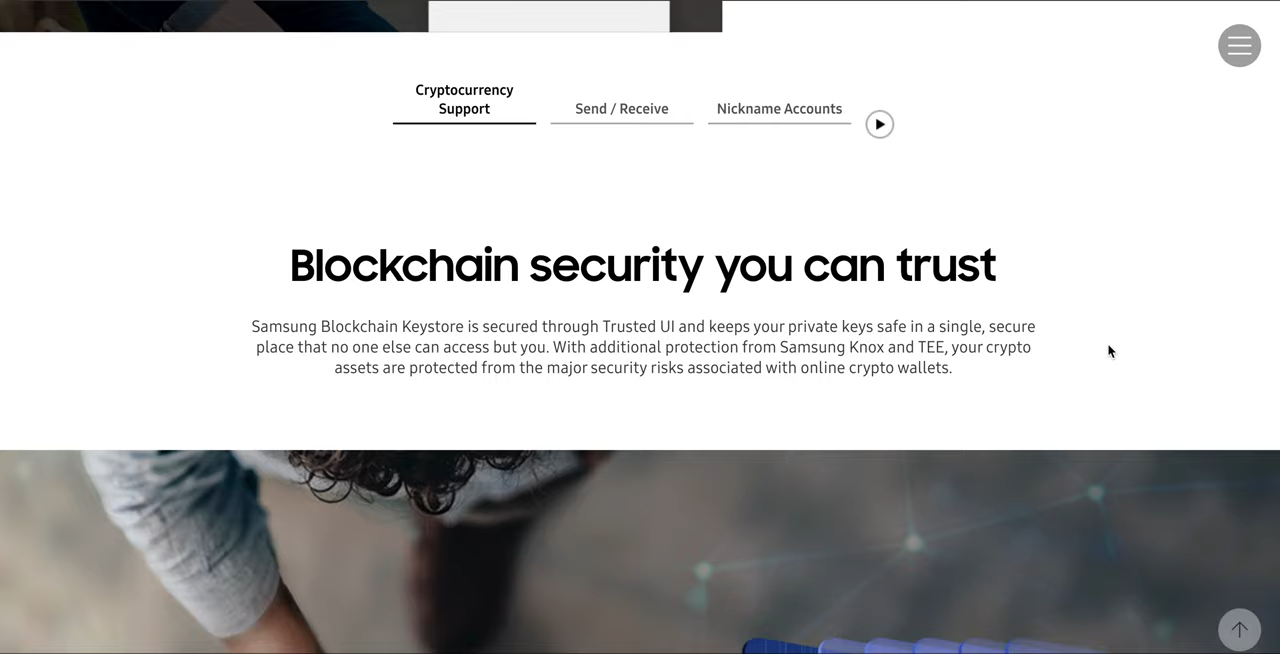 Cryptocurrency
Support
Send / Receive
Nickname Accounts
Blockchain security you can trust
Samsung Blockchain Keystore is secured through Trusted UI and keeps your private keys safe in a single, secure
place that no one else can access but you. With additional protection from Samsung Knox and TEE, your crypto
assets are protected from the major security risks associated with online crypto wallets.